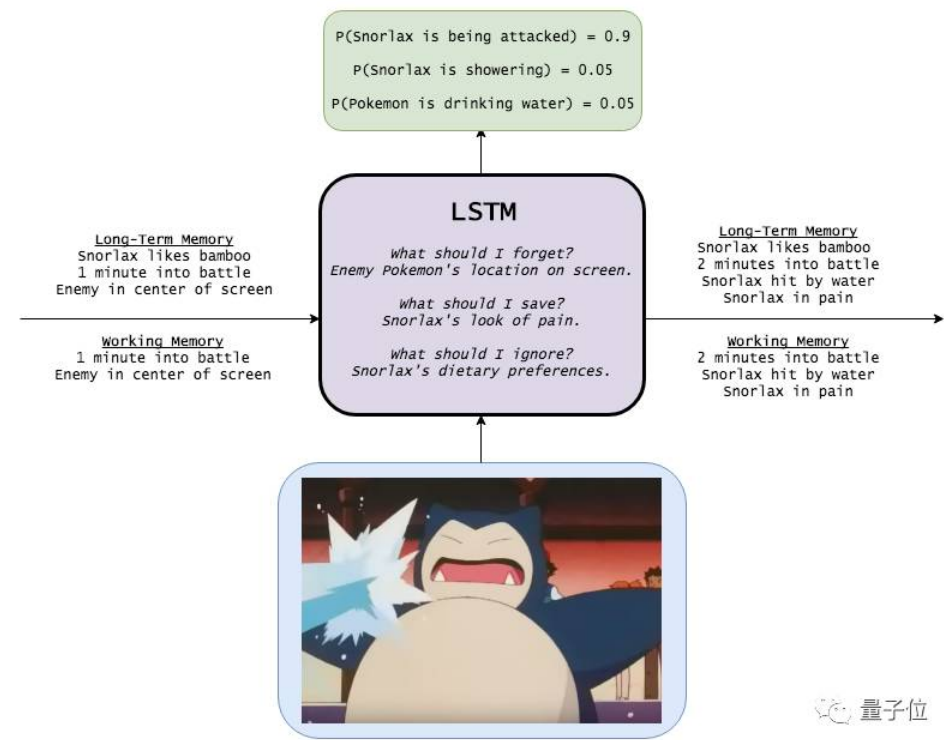 P(Snorlax is being attacked) = 0.9
P(Snorlax is showering) = 0.05
P(Pokemon is drinking water) = 0.05
LSTM
What should I forget?
Enemy Pokemon's location on screen.
What should I save?
Snorlax's look of pain.
What should I ignore?
Snorlax's dietary preferences.
Long-Term Memory
Snorlax likes bamboo
1 minute into battle
Enemy in center of screen
Working Memory
1 minute into battle
Enemy in center of screen
Long-Term Memory
Snorlax likes bamboo
2 minutes into battle
Snorlax hit by water
Snorlax in pain
Working Memory
2 minutes into battle
Snorlax hit by water
Snorlax in pain
量子位